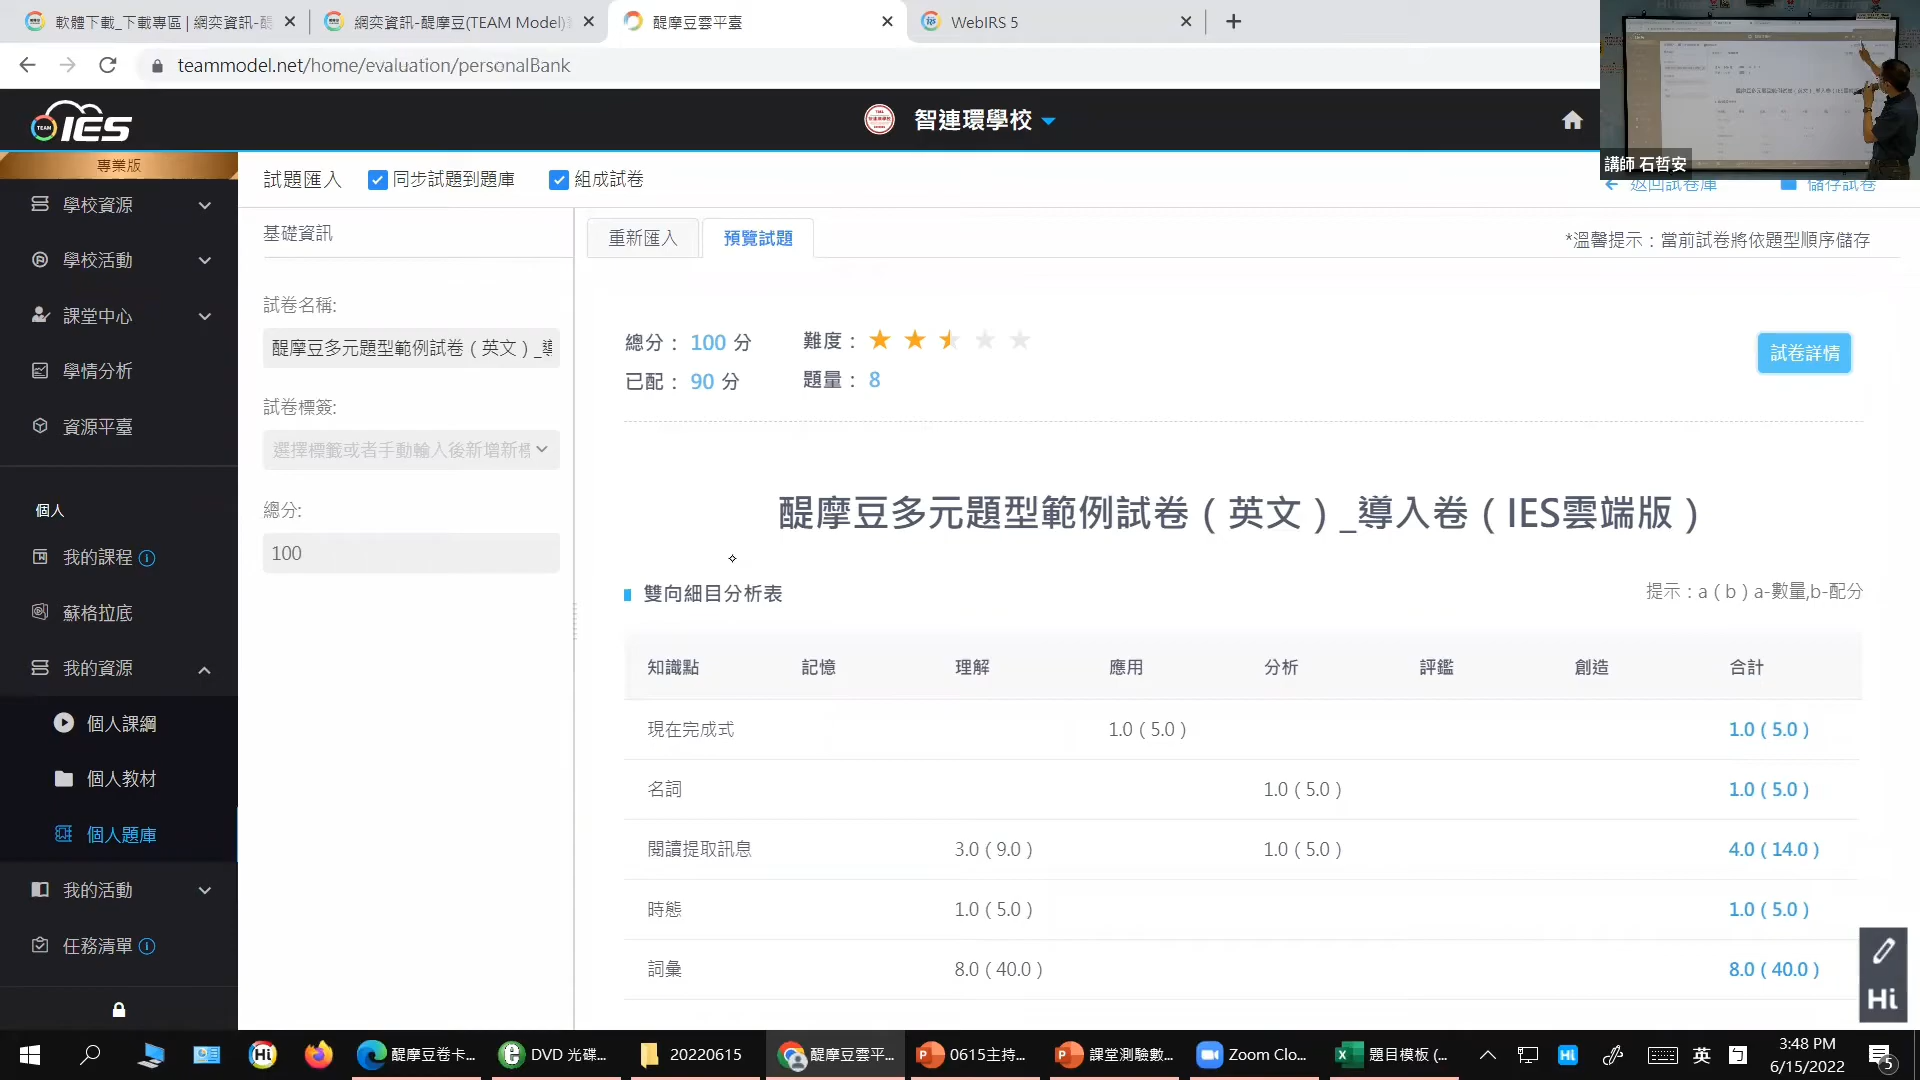 軟體下載_下載專區 | 網奕資訊-醍
網奕資訊-醍摩豆(TEAM Model)
醍摩豆雲平臺
WebIRS 5
teammodel.net/home/evaluation/personalBank
TEAM IES
智連環學校
講師 石哲安
專業版
試題匯入
同步試題到題庫
組成試卷
返回試卷庫
儲存試卷
學校資源
學校活動
課堂中心
學情分析
資源平臺
個人
我的課程
蘇格拉底
我的資源
個人課綱
個人教材
個人題庫
我的活動
任務清單
基礎資訊
試卷名稱:
醍摩豆多元題型範例試卷（英文）_導
試卷標簽:
選擇標籤或者手動輸入後新增新標
總分:
100
重新匯入
預覽試題
*溫馨提示：當前試卷將依題型順序儲存
總分： 100 分
難度：
已配： 90 分
題量： 8
試卷詳情
醍摩豆多元題型範例試卷（英文）_導入卷（IES雲端版）
雙向細目分析表
提示：a ( b ) a-數量,b-配分
知識點 記憶 理解 應用 分析 評鑑 創造 合計
現在完成式 1.0 ( 5.0 ) 1.0 ( 5.0 )
名詞 1.0 ( 5.0 ) 1.0 ( 5.0 )
閱讀提取訊息 3.0 ( 9.0 ) 1.0 ( 5.0 ) 4.0 ( 14.0 )
時態 1.0 ( 5.0 ) 1.0 ( 5.0 )
詞彙 8.0 ( 40.0 ) 8.0 ( 40.0 )
Hi
醍摩豆卷卡...
DVD 光碟...
20220615
醍摩豆雲平...
0615主持...
課堂測驗數...
Zoom Clo...
題目模板 (...
英
3:48 PM
6/15/2022
5